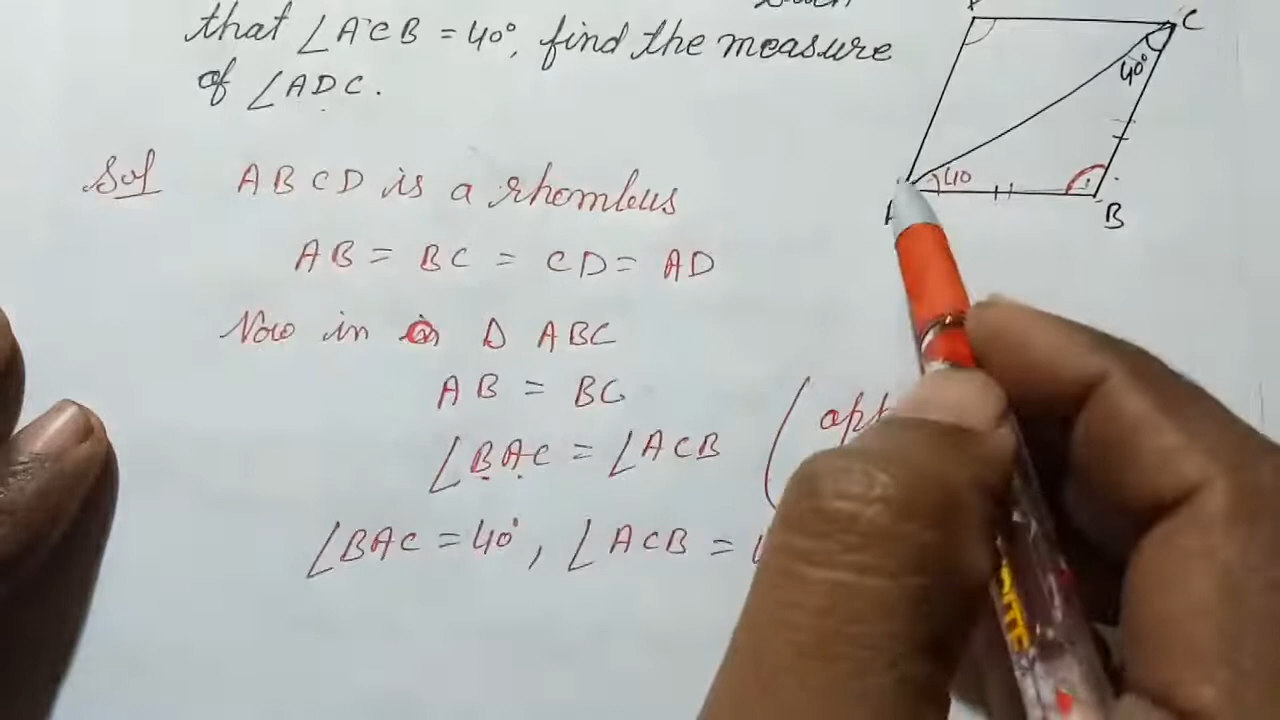 that ∠ACB = 40°, find the measure
of ∠ADC.
C
40°
Sol ABCD is a rhombus
40
B
AB = BC = CD = AD
Now in Δ ABC
AB = BC
∠BAC = ∠ACB (
∠BAC = 40°, ∠ACB =